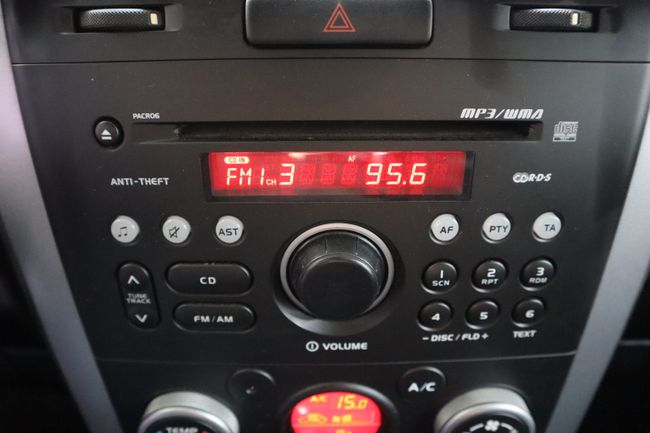 PACR06
MP3/WMA
CD IN
AF
FM1 CH 3 95.6
ANTI-THEFT
R·D·S
AST
AF
PTY
TA
TUNE
TRACK
CD
FM/AM
1
SCN
2
RPT
3
RDM
4
5
6
- DISC / FLD +
TEXT
VOLUME
A/C
A/C 15.0
TEMP